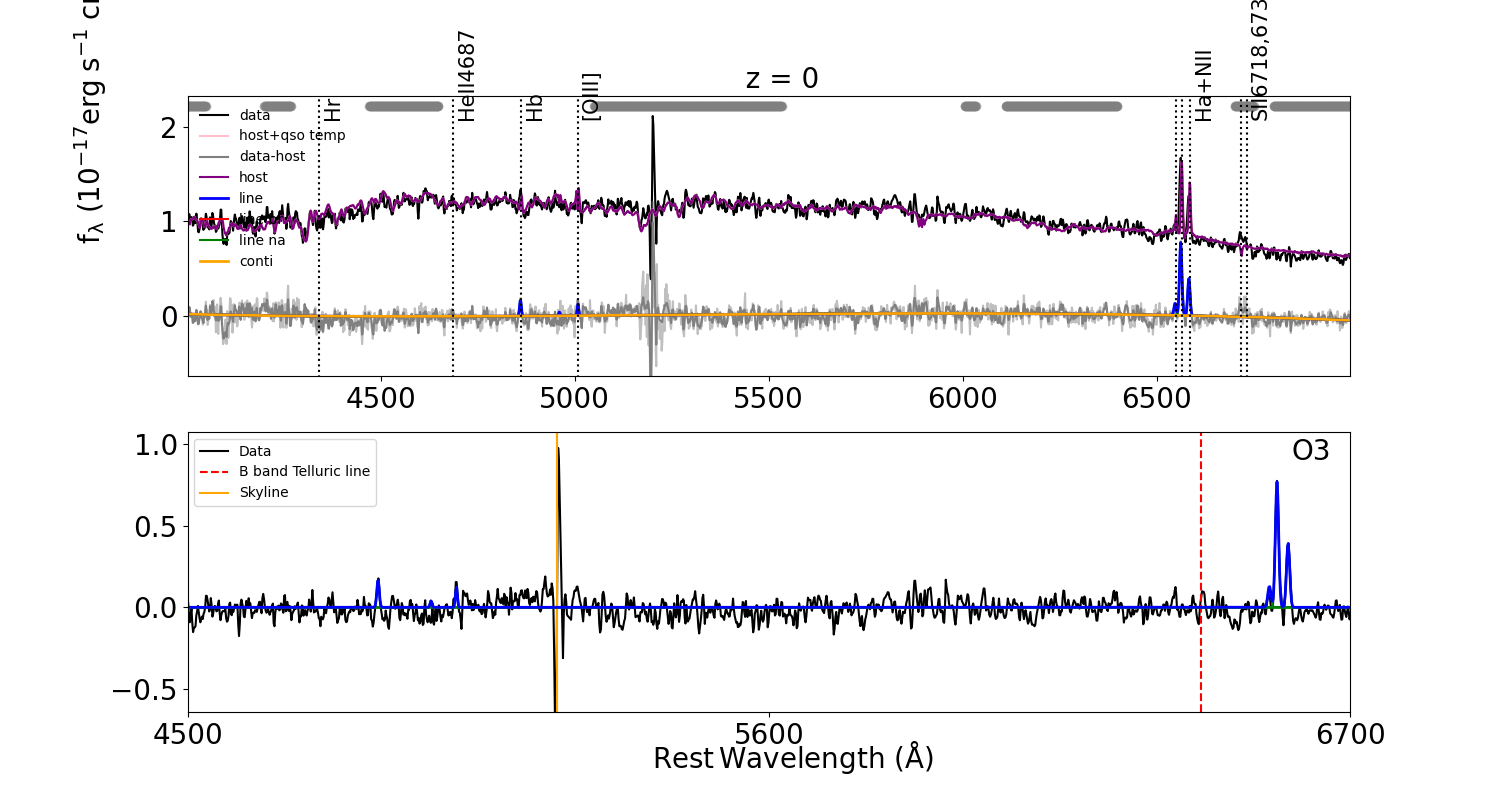 z = 0
fλ (10−17erg s−1 c
Hr
HeII4687
Hb
[OIII]
Ha+NII
SII6718,673
data
host+qso temp
data-host
host
line
line na
conti
2
1
0
4500 5000 5500 6000 6500
O3
Data
B band Telluric line
Skyline
1.0
0.5
0.0
−0.5
4500 5600 6700
Rest Wavelength (Å)